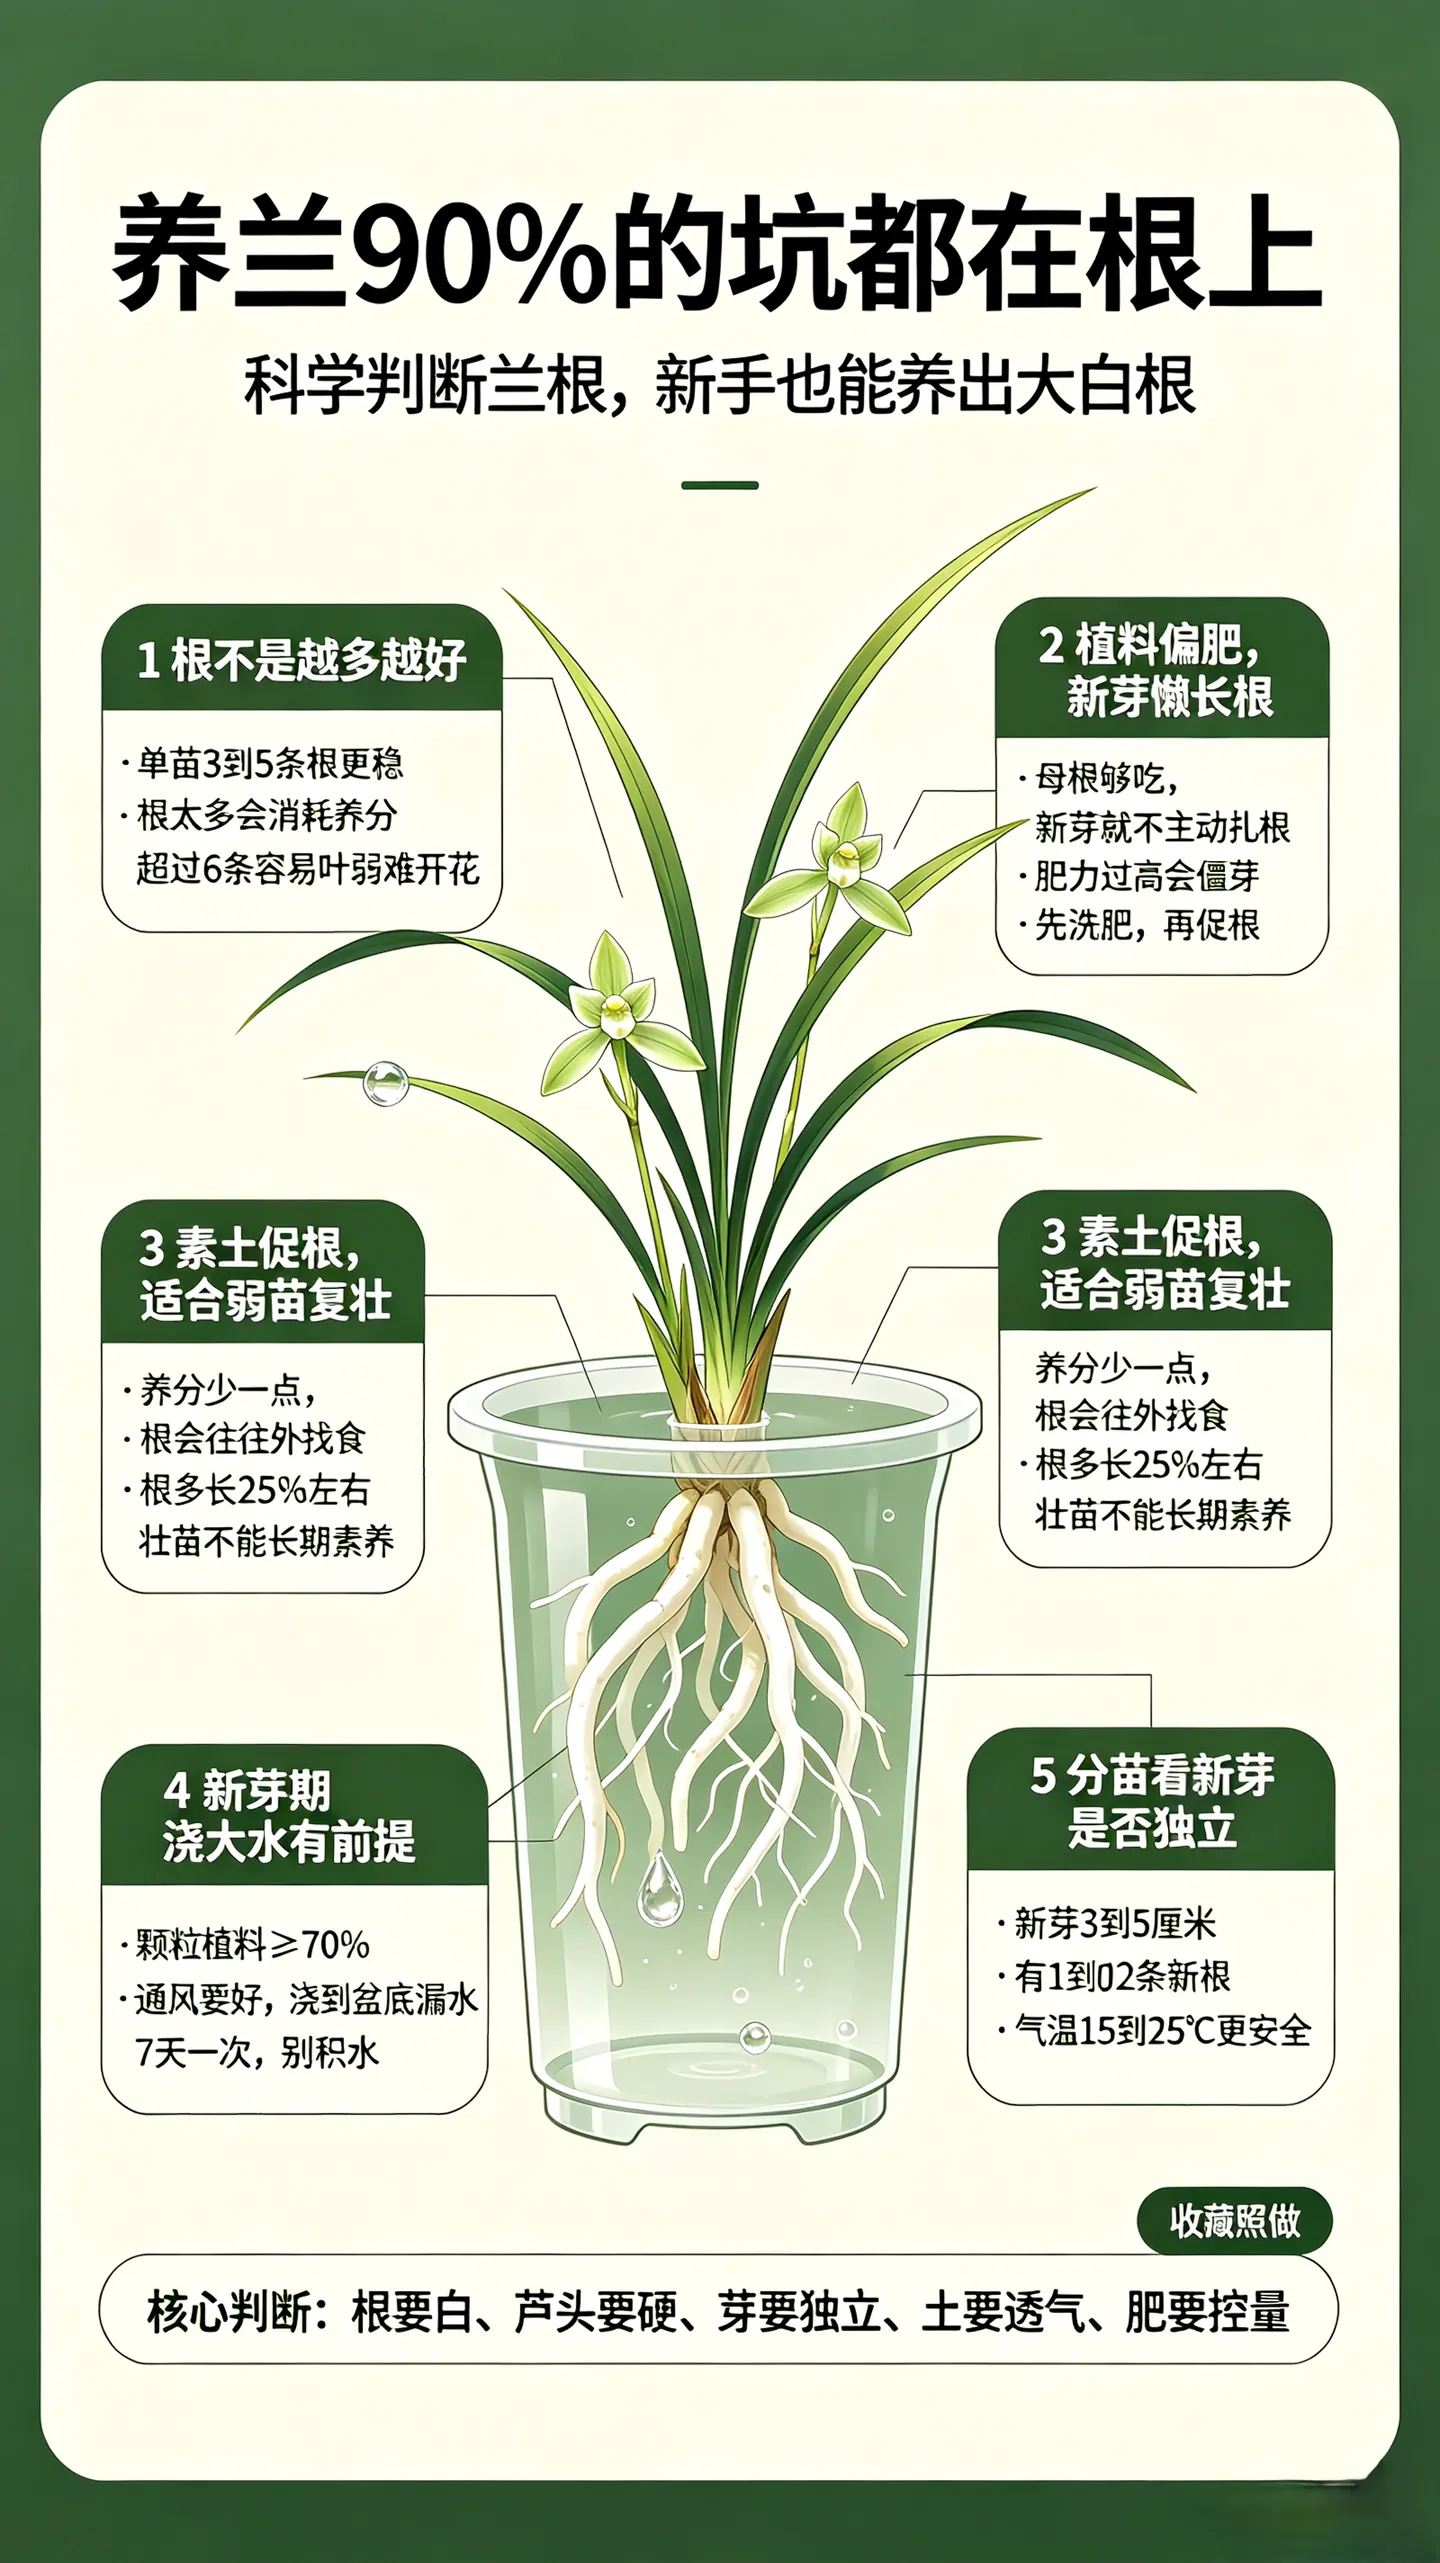 养兰90%的坑都在根上
科学判断兰根，新手也能养出大白根
1 根不是越多越好
·单苗3到5条根更稳
·根太多会消耗养分
超过6条容易叶弱难开花
2 植料偏肥，
新芽懒长根
·母根够吃，
新芽就不主动扎根
·肥力过高会僵芽
·先洗肥，再促根
3 素土促根，
适合弱苗复壮
·养分少一点，
·根会往往外找食
·根多长25%左右
壮苗不能长期素养
3 素土促根，
适合弱苗复壮
养分少一点，
根会往外找食
·根多长25%左右
壮苗不能长期素养
4 新芽期
浇大水有前提
·颗粒植料≥70%
·通风要好，浇到盆底漏水
7天一次，别积水
5 分苗看新芽
是否独立
·新芽3到5厘米
·有1到02条新根
·气温15到25℃更安全
收藏照做
核心判断：根要白、芦头要硬、芽要独立、土要透气、肥要控量